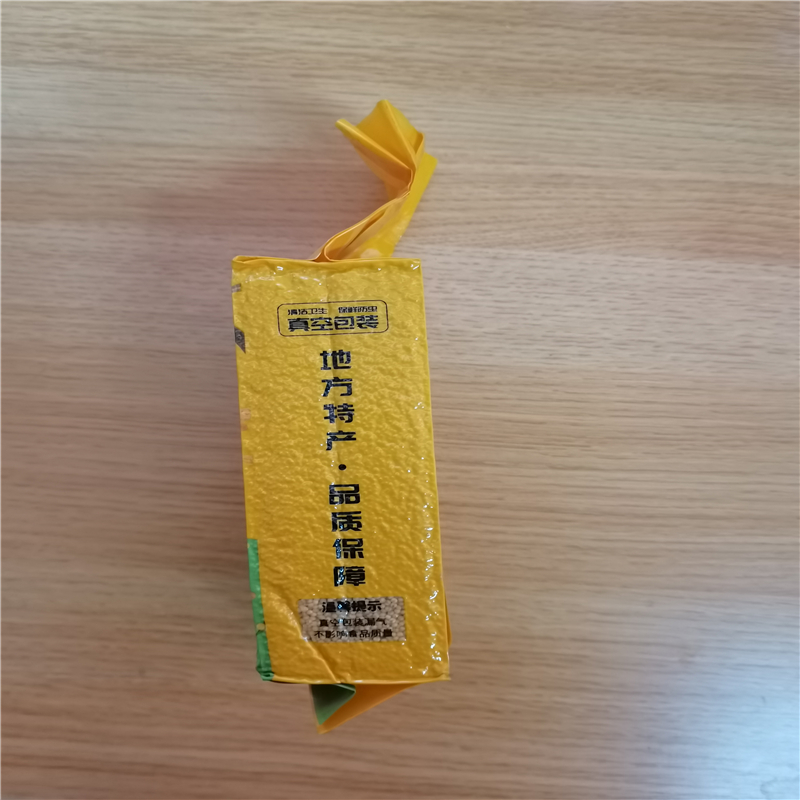 清洁卫生 保鲜防虫
真空包装
地方特产·品质保障
温馨提示
真空包装漏气
不影响食品质量